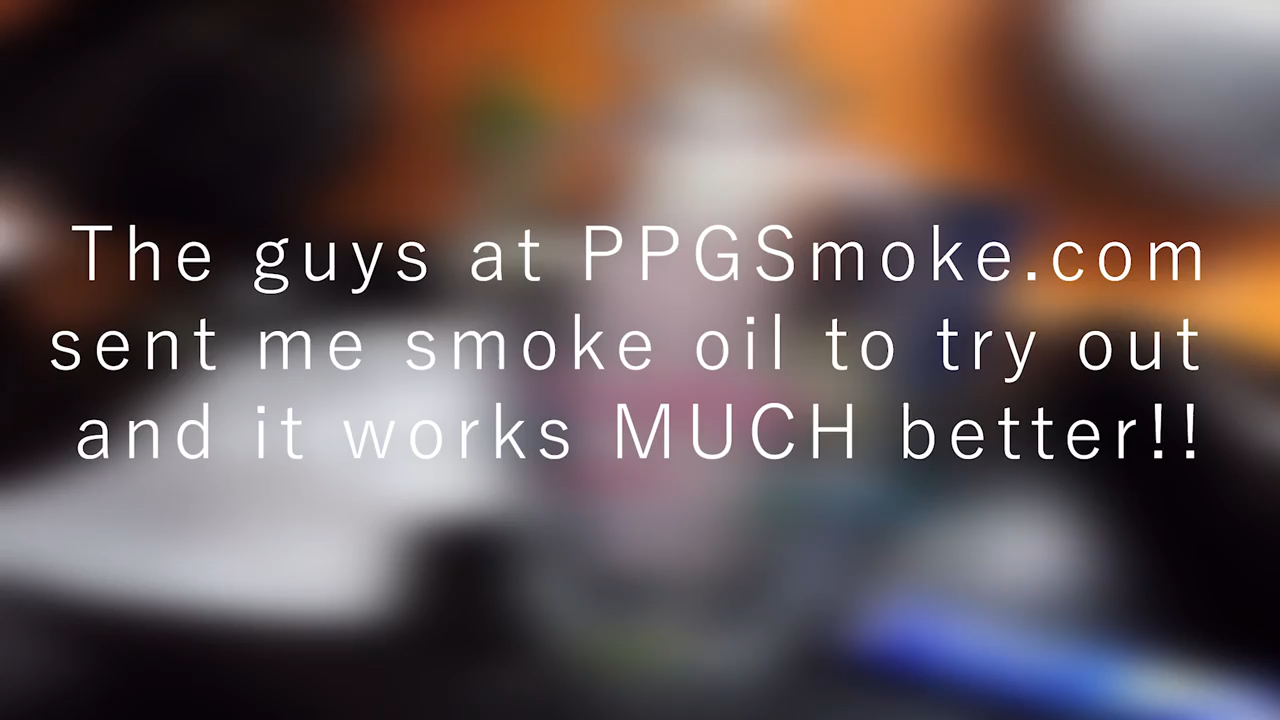 The guys at PPGSmoke.com
sent me smoke oil to try out
and it works MUCH better!!